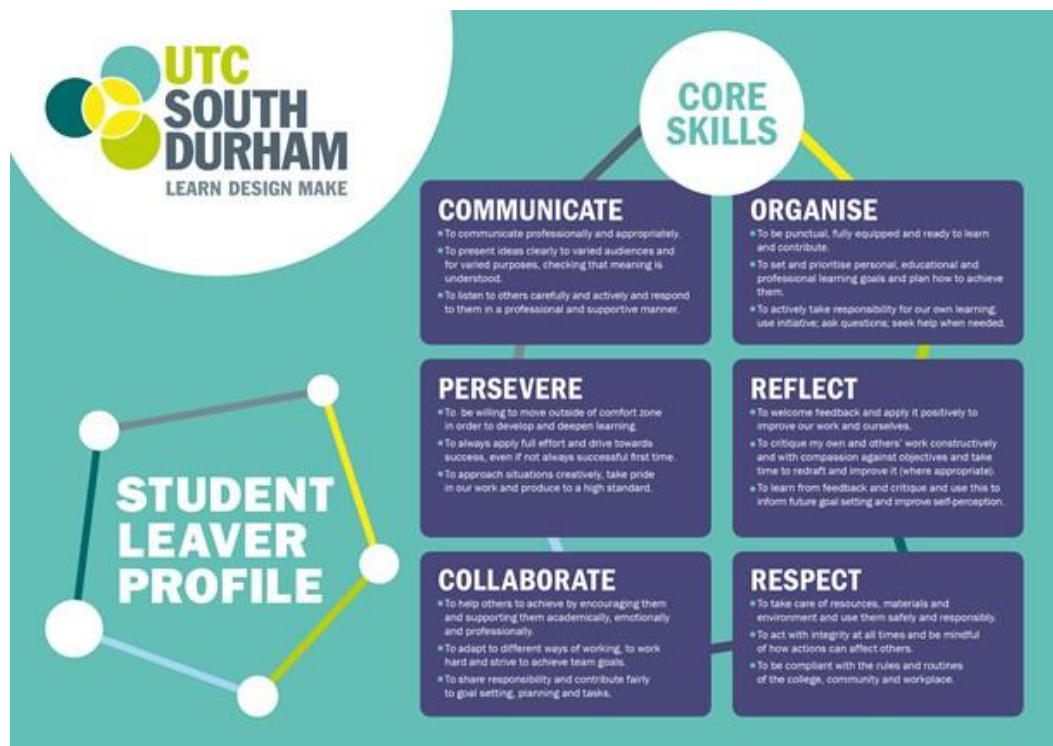 UTC
SOUTH
DURHAM
LEARN DESIGN MAKE
STUDENT
LEAVER
PROFILE
CORE
SKILLS
COMMUNICATE
• To communicate professionally and appropriately.
• To present ideas clearly to varied audiences and
for varied purposes, checking that meaning is
understood.
• To listen to others carefully and actively and respond
to them in a professional and supportive manner.
ORGANISE
• To be punctual, fully equipped and ready to learn
and contribute.
• To set and prioritise personal, educational and
professional learning goals and plan how to achieve
them.
• To actively take responsibility for our own learning;
use initiative; ask questions; seek help when needed.
PERSEVERE
• To be willing to move outside of comfort zone
in order to develop and deepen learning.
• To always apply full effort and drive towards
success, even if not always successful first time.
• To approach situations creatively, take pride
in our work and produce to a high standard.
REFLECT
• To welcome feedback and apply it positively to
improve our work and ourselves.
• To critique my own and others' work constructively
and with compassion against objectives and take
time to redraft and improve it (where appropriate).
• To learn from feedback and critique and use this to
inform future goal setting and improve self-perception.
COLLABORATE
• To help others to achieve by encouraging them
and supporting them academically, emotionally
and professionally.
• To adapt to different ways of working, to work
hard and strive to achieve team goals.
• To share responsibility and contribute fairly
to goal setting, planning and tasks.
RESPECT
• To take care of resources, materials and
environment and use them safely and responsibly.
• To act with integrity at all times and be mindful
of how actions can affect others.
• To be compliant with the rules and routines
of the college, community and workplace.